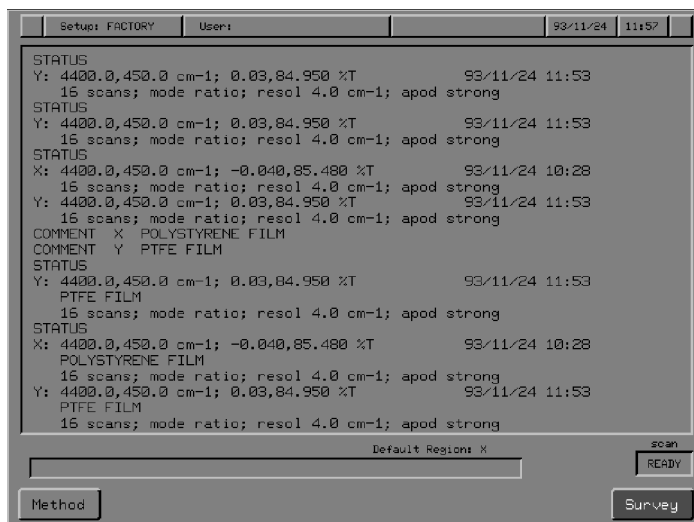 Setup: FACTORY User: 93/11/24 11:57
STATUS
Y: 4400.0,450.0 cm-1; 0.03,84.950 %T 93/11/24 11:53
16 scans; mode ratio; resol 4.0 cm-1; apod strong
STATUS
Y: 4400.0,450.0 cm-1; 0.03,84.950 %T 93/11/24 11:53
16 scans; mode ratio; resol 4.0 cm-1; apod strong
STATUS
X: 4400.0,450.0 cm-1; -0.040,85.480 %T 93/11/24 10:28
16 scans; mode ratio; resol 4.0 cm-1; apod strong
Y: 4400.0,450.0 cm-1; 0.03,84.950 %T 93/11/24 11:53
16 scans; mode ratio; resol 4.0 cm-1; apod strong
COMMENT X POLYSTYRENE FILM
COMMENT Y PTFE FILM
STATUS
Y: 4400.0,450.0 cm-1; 0.03,84.950 %T 93/11/24 11:53
PTFE FILM
16 scans; mode ratio; resol 4.0 cm-1; apod strong
STATUS
X: 4400.0,450.0 cm-1; -0.040,85.480 %T 93/11/24 10:28
POLYSTYRENE FILM
16 scans; mode ratio; resol 4.0 cm-1; apod strong
Y: 4400.0,450.0 cm-1; 0.03,84.950 %T 93/11/24 11:53
PTFE FILM
16 scans; mode ratio; resol 4.0 cm-1; apod strong
Default Region: X
scan
READY
Method
Survey